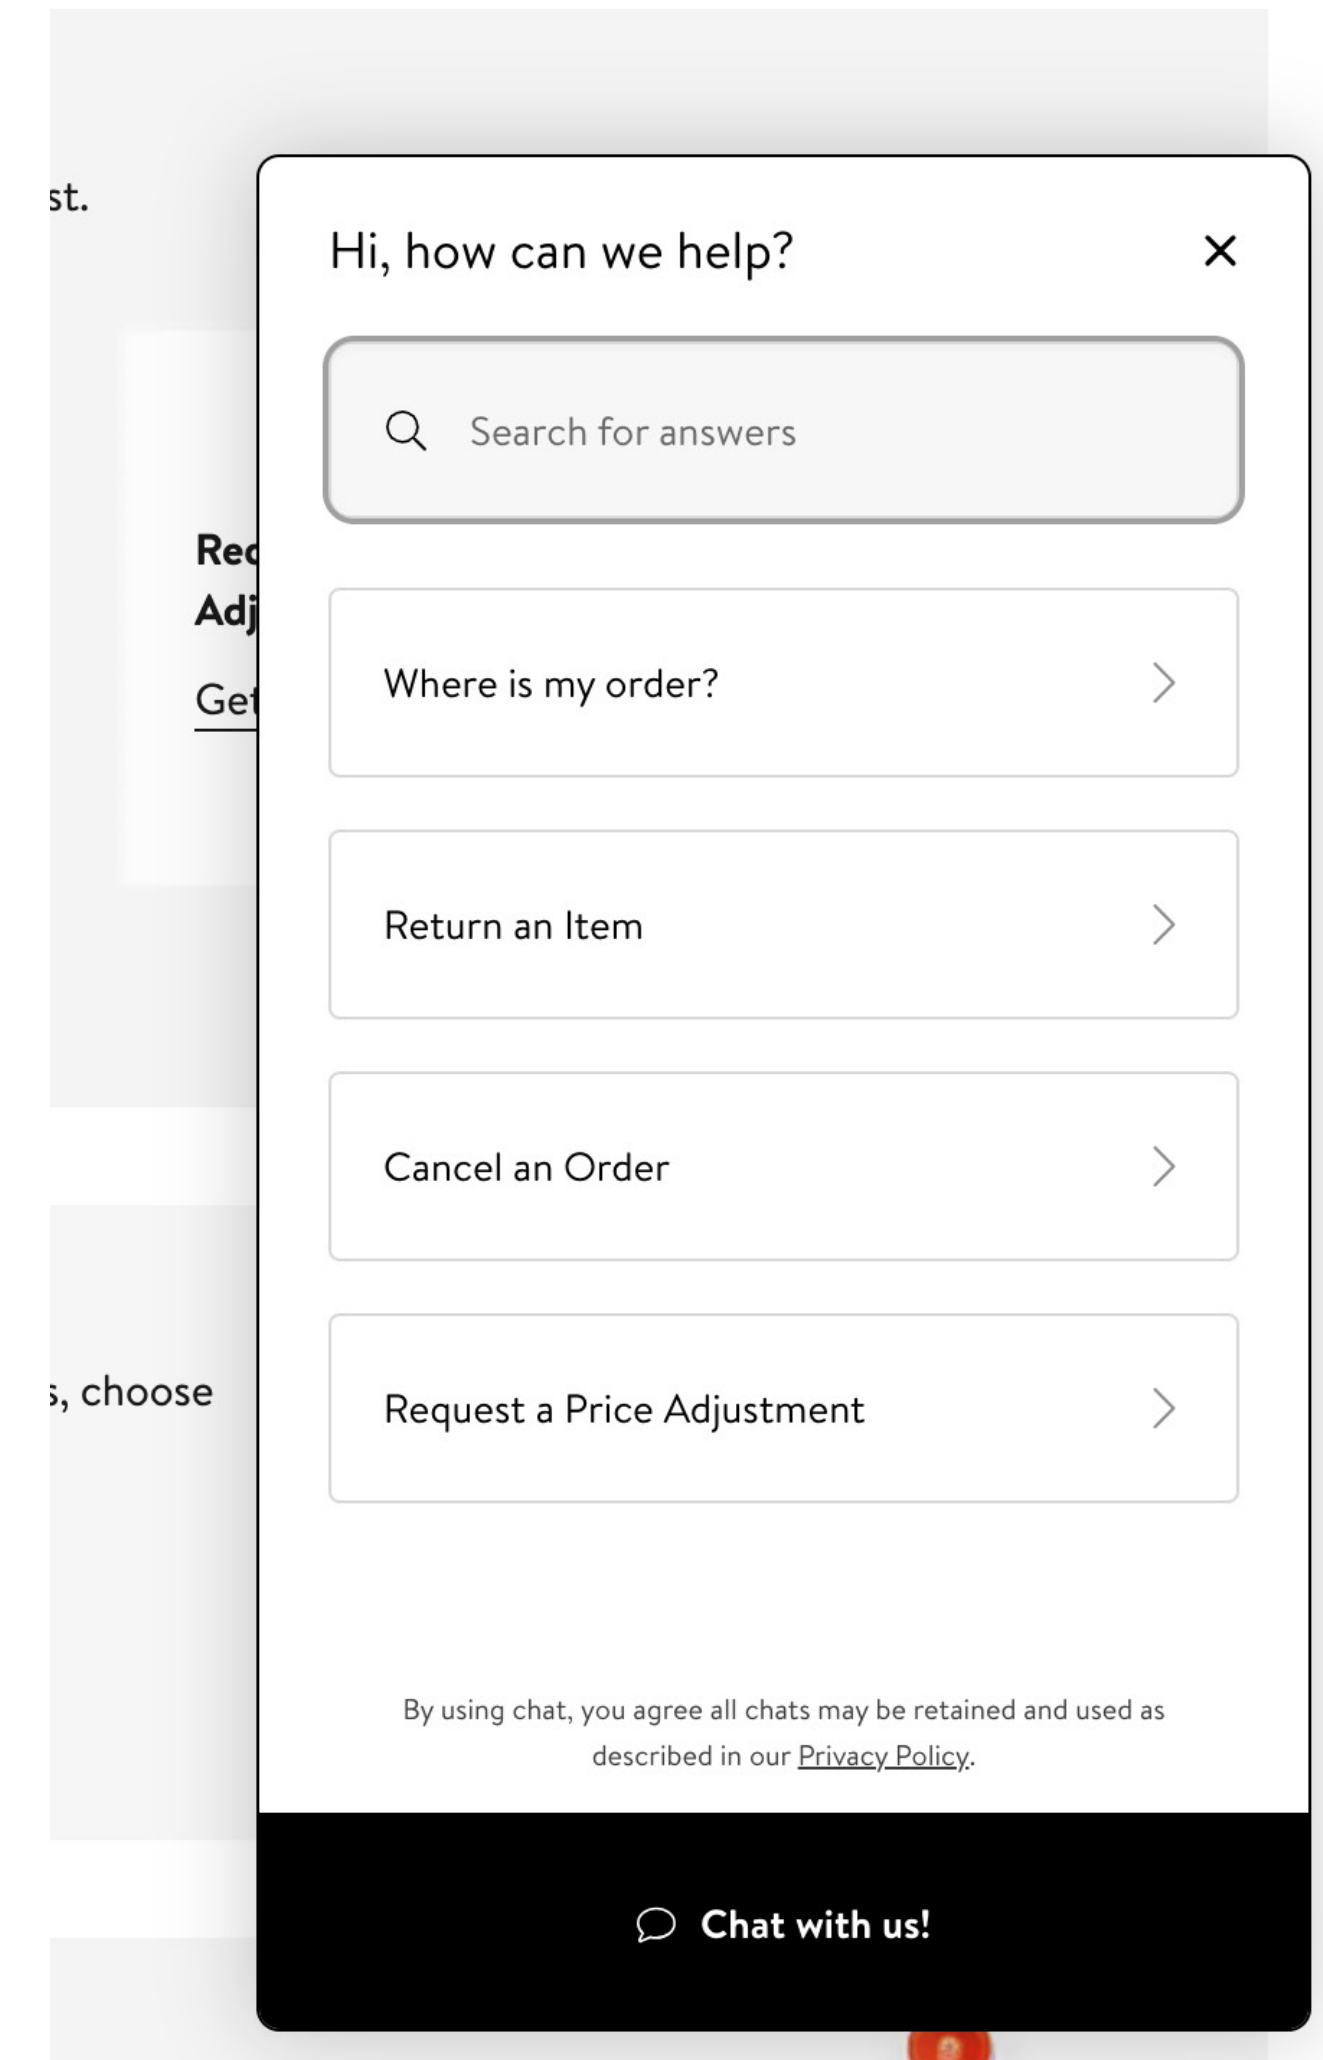 st.
Hi, how can we help?
Search for answers
Where is my order?
Return an Item
Cancel an Order
Request a Price Adjustment
Adj
Get
, choose
By using chat, you agree all chats may be retained and used as
described in our Privacy Policy.
Chat with us!